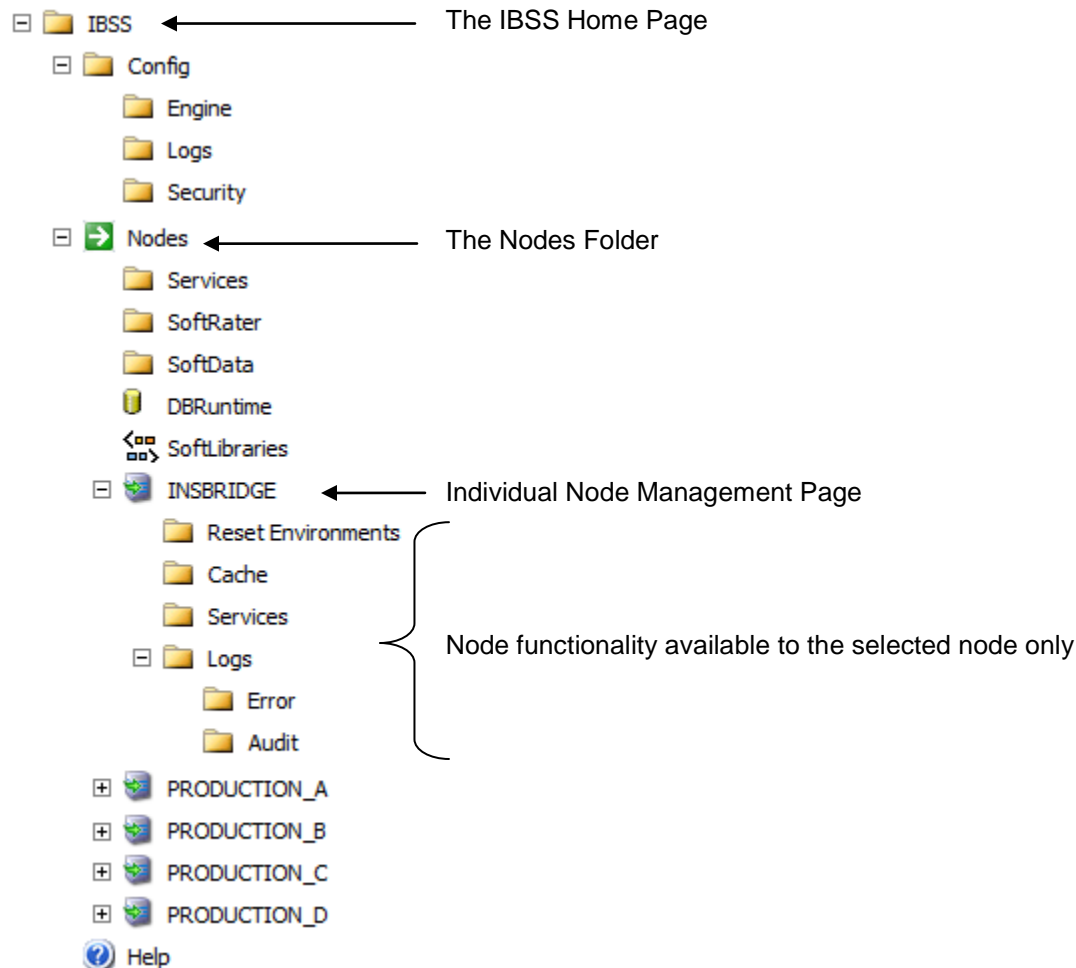 IBSS The IBSS Home Page
Config
Engine
Logs
Security
Nodes The Nodes Folder
Services
SoftRater
SoftData
DBRuntime
SoftLibraries
INSBRIDGE Individual Node Management Page
Reset Environments
Cache
Services
Node functionality available to the selected node only
Logs
Error
Audit
PRODUCTION_A
PRODUCTION_B
PRODUCTION_C
PRODUCTION_D
Help